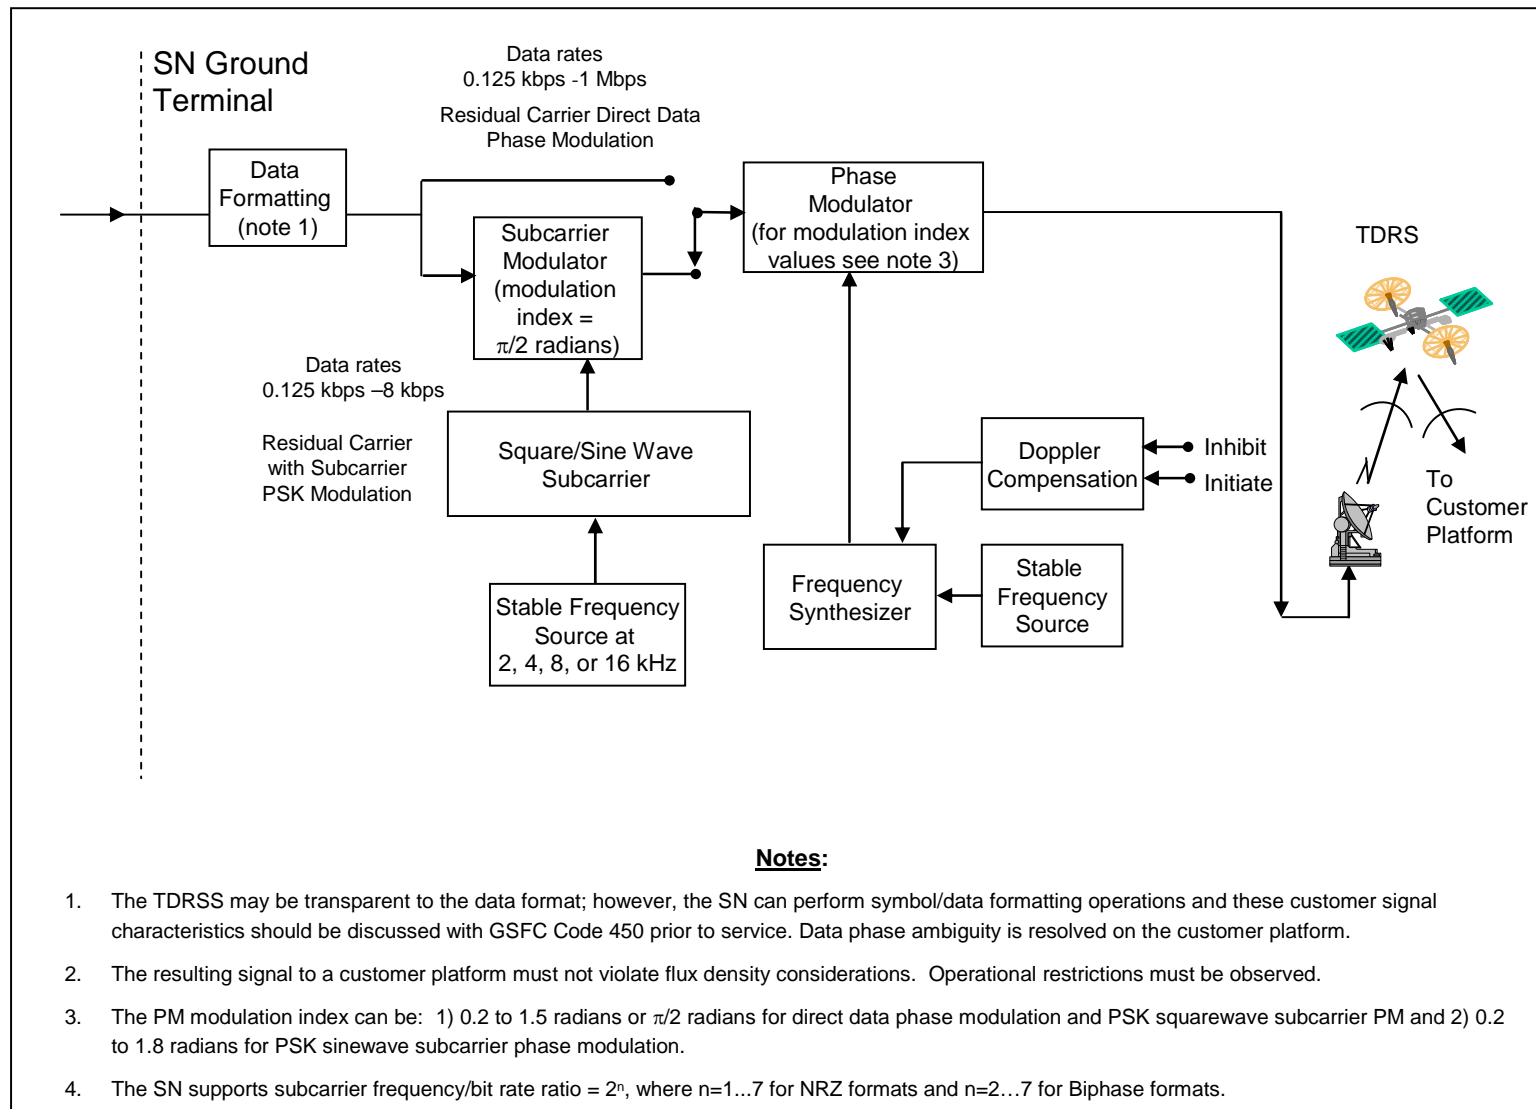 SN Ground
Terminal
Data rates
0.125 kbps -1 Mbps
Residual Carrier Direct Data
Phase Modulation
Data
Formatting
(note 1)
Subcarrier
Modulator
(modulation
index =
π/2 radians)
Phase
Modulator
(for modulation index
values see note 3)
TDRS
Data rates
0.125 kbps –8 kbps
Residual Carrier
with Subcarrier
PSK Modulation
Square/Sine Wave
Subcarrier
Doppler
Compensation
Inhibit
Initiate
To
Customer
Platform
Stable Frequency
Source at
2, 4, 8, or 16 kHz
Frequency
Synthesizer
Stable
Frequency
Source
Notes:
1. The TDRSS may be transparent to the data format; however, the SN can perform symbol/data formatting operations and these customer signal
characteristics should be discussed with GSFC Code 450 prior to service. Data phase ambiguity is resolved on the customer platform.
2. The resulting signal to a customer platform must not violate flux density considerations. Operational restrictions must be observed.
3. The PM modulation index can be: 1) 0.2 to 1.5 radians or π/2 radians for direct data phase modulation and PSK squarewave subcarrier PM and 2) 0.2
to 1.8 radians for PSK sinewave subcarrier phase modulation.
4. The SN supports subcarrier frequency/bit rate ratio = 2ⁿ, where n=1...7 for NRZ formats and n=2…7 for Biphase formats.